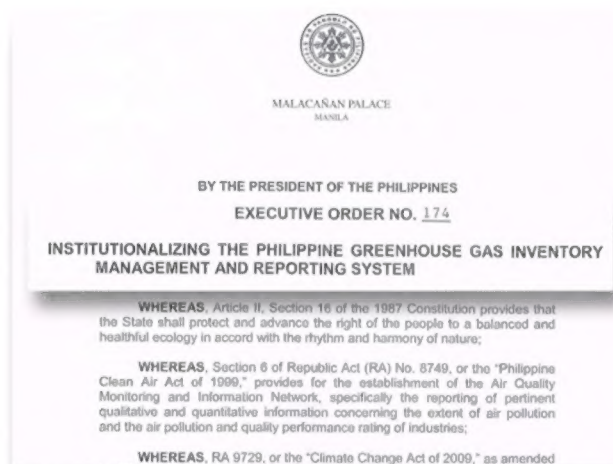 MALACAÑAN PALACE
MANILA
BY THE PRESIDENT OF THE PHILIPPINES
EXECUTIVE ORDER NO. 174
INSTITUTIONALIZING THE PHILIPPINE GREENHOUSE GAS INVENTORY
MANAGEMENT AND REPORTING SYSTEM
WHEREAS, Article II, Section 16 of the 1987 Constitution provides that
the State shall protect and advance the right of the people to a balanced and
healthful ecology in accord with the rhythm and harmony of nature;
WHEREAS, Section 6 of Republic Act (RA) No. 8749, or the "Philippine
Clean Air Act of 1999," provides for the establishment of the Air Quality
Monitoring and Information Network, specifically the reporting of pertinent
qualitative and quantitative information concerning the extent of air pollution
and the air pollution and quality performance rating of industries;
WHEREAS, RA 9729, or the "Climate Change Act of 2009," as amended